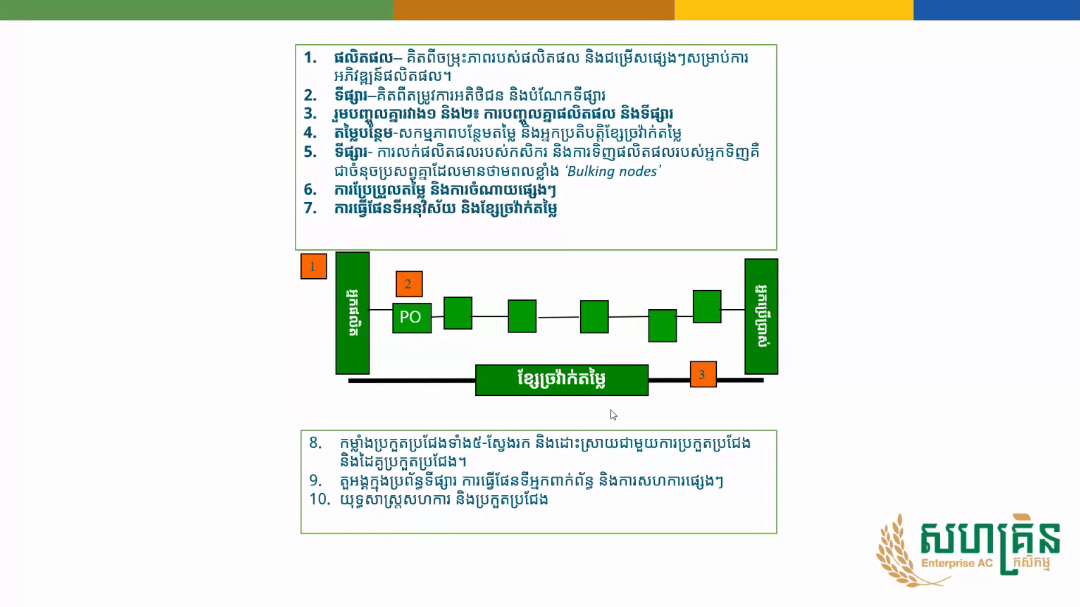 1. ផលិតផល– គិតពីចម្រុះភាពរបស់ផលិតផល និងជម្រើសផ្សេងៗសម្រាប់ការ
អភិវឌ្ឍន៍ផលិតផល។
2. ទីផ្សារ–គិតពីតម្រូវការអតិថិជន និងបំណែកទីផ្សារ
3. រួមបញ្ចូលគ្នារវាង១ និង២៖ ការបញ្ចូលគ្នាផលិតផល និងទីផ្សារ
4. តម្លៃបន្ថែម-សកម្មភាពបន្ថែមតម្លៃ និងអ្នកប្រតិបត្តិខ្សែច្រវ៉ាក់តម្លៃ
5. ទីផ្សារ- ការលក់ផលិតផលរបស់កសិករ និងការទិញផលិតផលរបស់អ្នកទិញគឺ
ជាចំនុចប្រសព្វគ្នាដែលមានថាមពលខ្លាំង ‘Bulking nodes’
6. ការប្រែប្រួលតម្លៃ និងការចំណាយផ្សេងៗ
7. ការធ្វើផែនទីអនុវិស័យ និងខ្សែច្រវ៉ាក់តម្លៃ
1
2
PO
អ្នកផលិត
អ្នកប្រើប្រាស់
ខ្សែច្រវ៉ាក់តម្លៃ
3
8. កម្លាំងប្រកួតប្រជែងទាំង៥-ស្វែងរក និងដោះស្រាយជាមួយការប្រកួតប្រជែង
និងដៃគូប្រកួតប្រជែង។
9. តួអង្គក្នុងប្រព័ន្ធទីផ្សារ ការធ្វើផែនទីអ្នកពាក់ព័ន្ធ និងការសហការផ្សេងៗ
10. យុទ្ធសាស្ត្រសហការ និងប្រកួតប្រជែង
សហគ្រិន
Enterprise AC កសិកម្ម